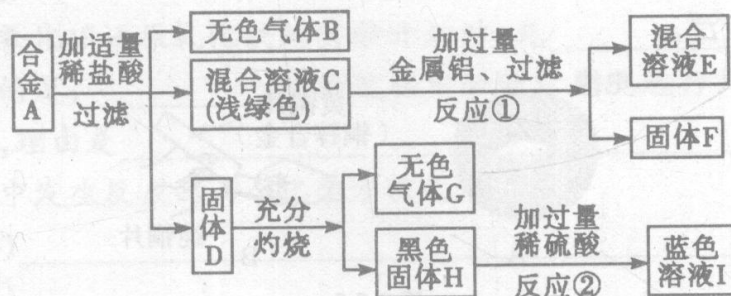 合金A
加适量
稀盐酸
过滤
无色气体B
混合溶液C
(浅绿色)
加过量
金属铝、过滤
反应①
混合
溶液E
固体F
固体D
充分
灼烧
无色
气体G
黑色
固体H
加过量
稀硫酸
反应②
蓝色
溶液I